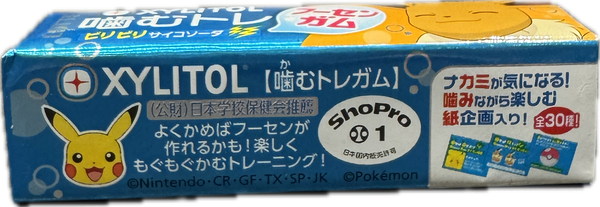 XYLITOL
噛むトレ
ビリビリサイコソーダ
フーセン
ガム
XYLITOL【噛むトレガム】
か
(公財)日本学校保健会推薦
よくかめばフーセンが
作れるかも!楽しく
もぐもぐかむトレーニング!
©Nintendo・CR・GF・TX・SP・JK ©Pokémon
ShoPro
1
日本国内販売許諾
ナカミが気になる!
噛みながら楽しむ
紙企画入り!
全30種!